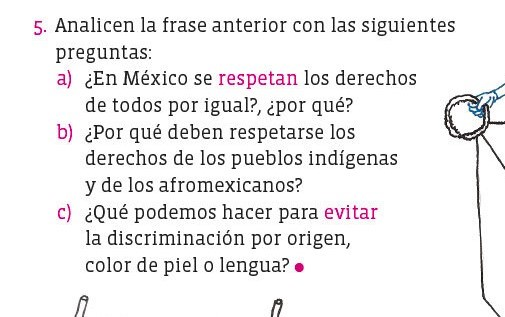 5. Analicen la frase anterior con las siguientes
preguntas:
a) ¿En México se respetan los derechos
de todos por igual?, ¿por qué?
b) ¿Por qué deben respetarse los
derechos de los pueblos indígenas
y de los afromexicanos?
c) ¿Qué podemos hacer para evitar
la discriminación por origen,
color de piel o lengua?